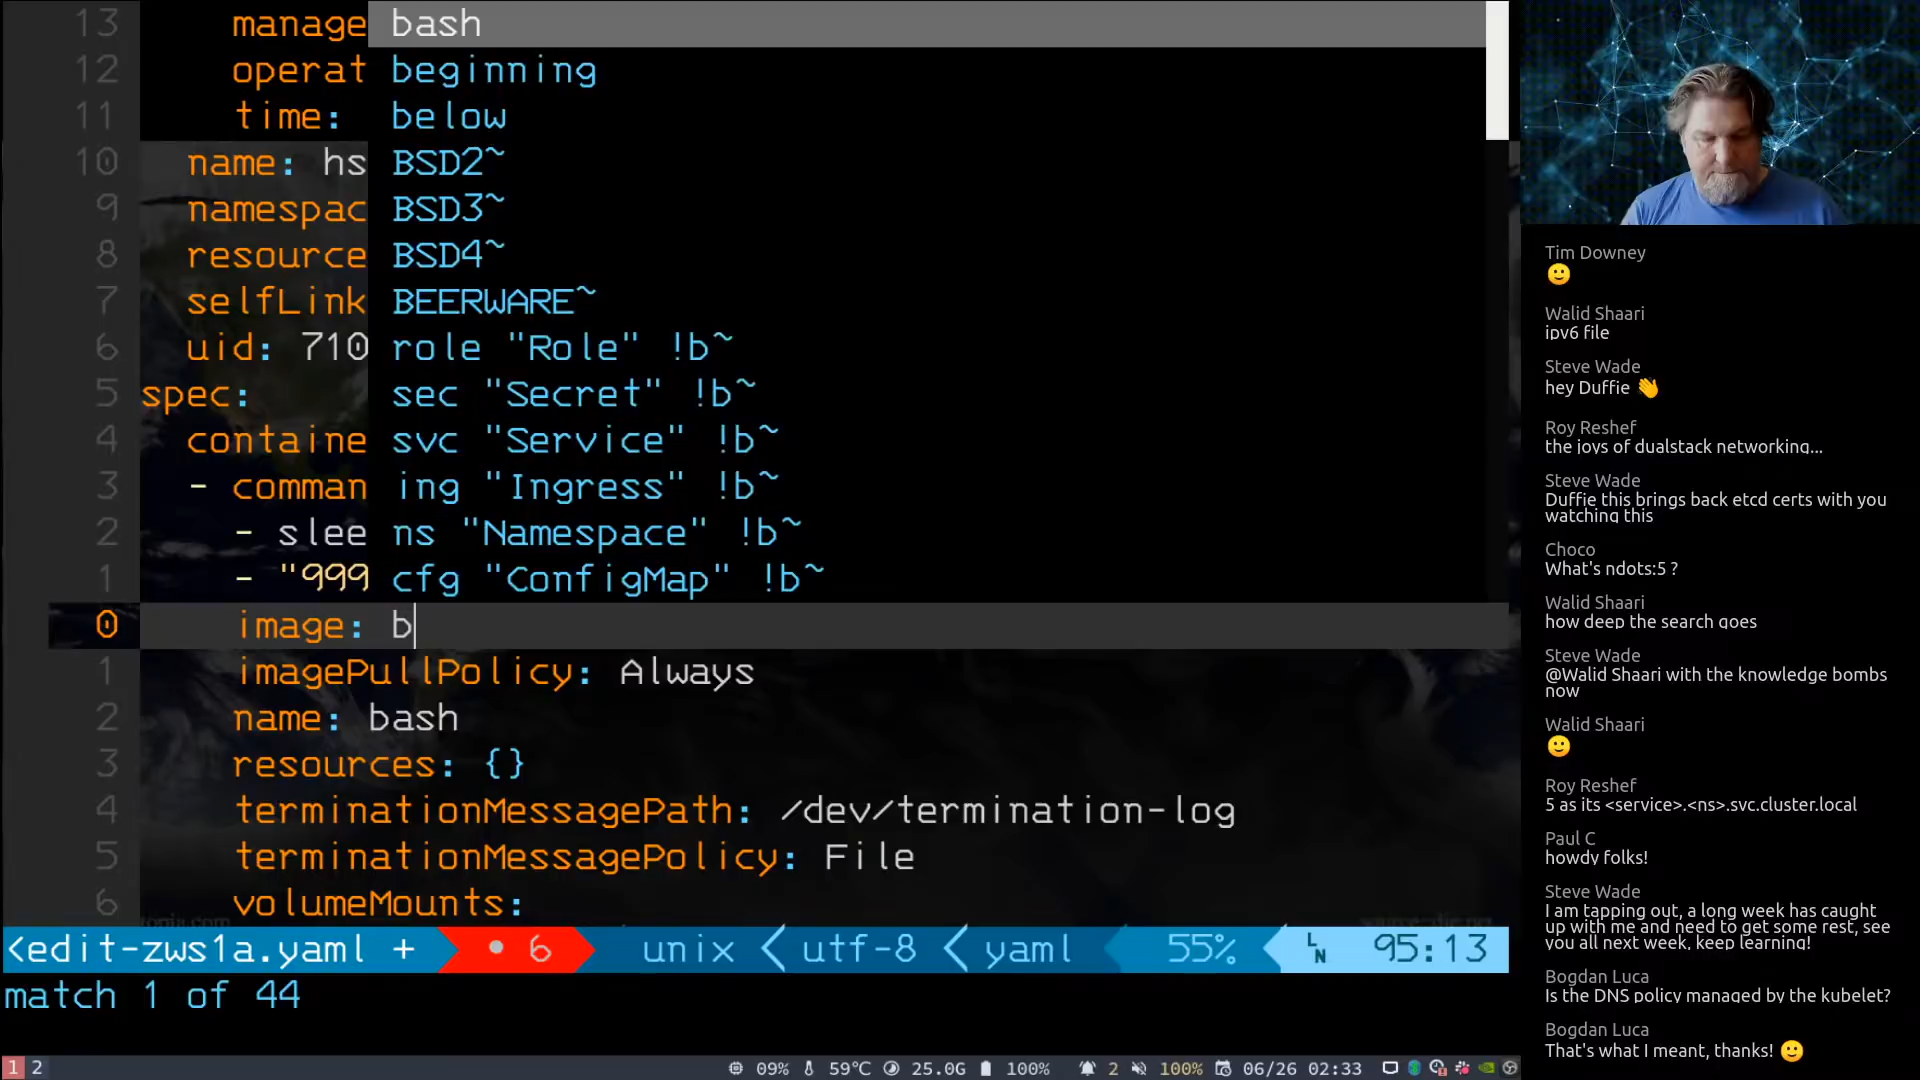 13 manage bash
12 operat beginning
11 time: below
10 name: hs BSD2~
9 namespac BSD3~
8 resource BSD4~
7 selfLink BEERWARE~
6 uid: 710 role "Role" !b~
5 spec: sec "Secret" !b~
4 containe svc "Service" !b~
3 - comman ing "Ingress" !b~
2 - slee ns "Namespace" !b~
1 - "999 cfg "ConfigMap" !b~
0 image: b
1 imagePullPolicy: Always
2 name: bash
3 resources: {}
4 terminationMessagePath: /dev/termination-log
5 terminationMessagePolicy: File
6 volumeMounts:
<edit-zws1a.yaml + • 6 unix utf-8 yaml 55% LN 95:13
match 1 of 44
1 2 09% 59°C 25.0G 100% 2 100% 06/26 02:33
Tim Downey
🙂
Walid Shaari
ipv6 file
Steve Wade
hey Duffie 👋
Roy Reshef
the joys of dualstack networking...
Steve Wade
Duffie this brings back etcd certs with you
watching this
Choco
What's ndots:5 ?
Walid Shaari
how deep the search goes
Steve Wade
@Walid Shaari with the knowledge bombs
now
Walid Shaari
🙂
Roy Reshef
5 as its <service>.<ns>.svc.cluster.local
Paul C
howdy folks!
Steve Wade
I am tapping out, a long week has caught
up with me and need to get some rest, see
you all next week, keep learning!
Bogdan Luca
Is the DNS policy managed by the kubelet?
Bogdan Luca
That's what I meant, thanks! 🙂